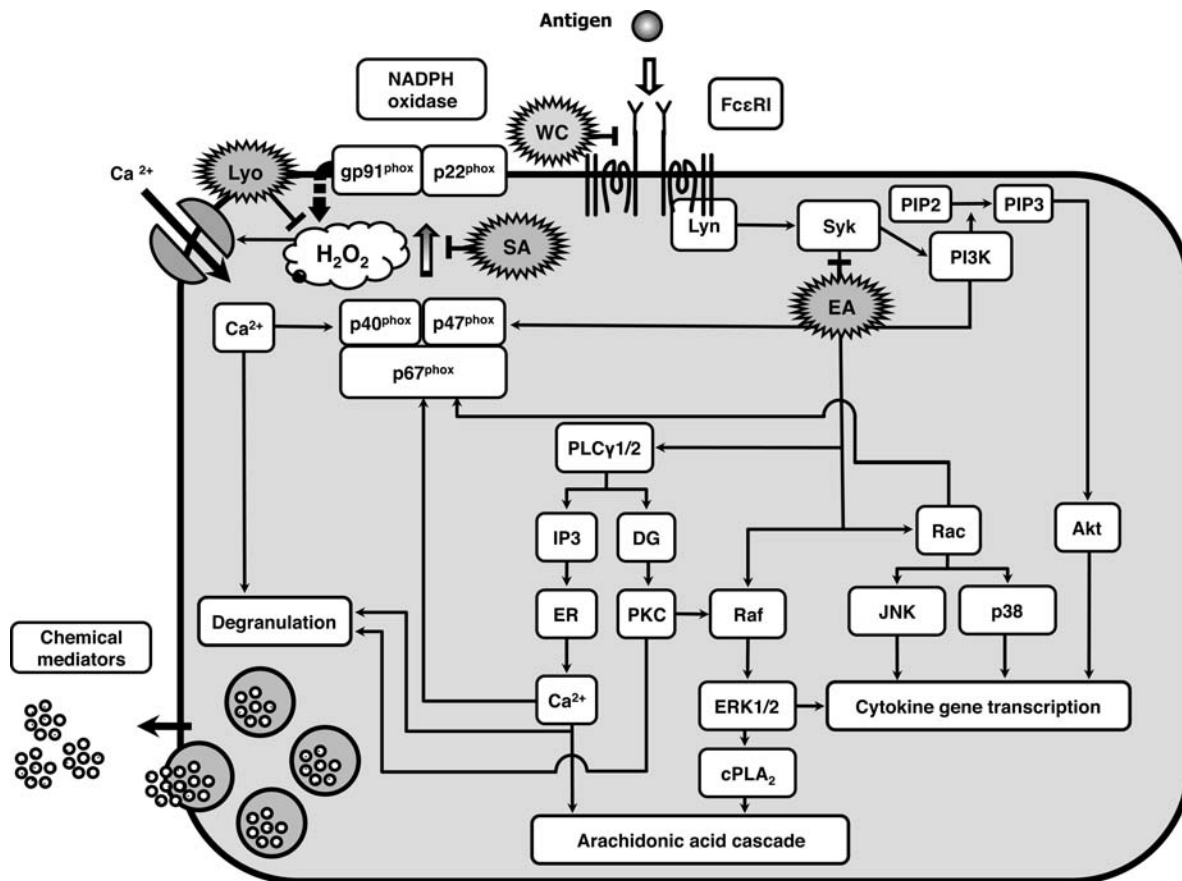 Antigen
NADPH
oxidase
FcεRI
WC
Lyo
gp91phox
p22phox
Ca 2+
PIP2
PIP3
Lyn
Syk
PI3K
H2O2
SA
EA
Ca2+
p40phox
p47phox
p67phox
PLCγ1/2
IP3
DG
Rac
Akt
ER
PKC
Raf
JNK
p38
Degranulation
Chemical
mediators
Ca2+
ERK1/2
Cytokine gene transcription
cPLA2
Arachidonic acid cascade